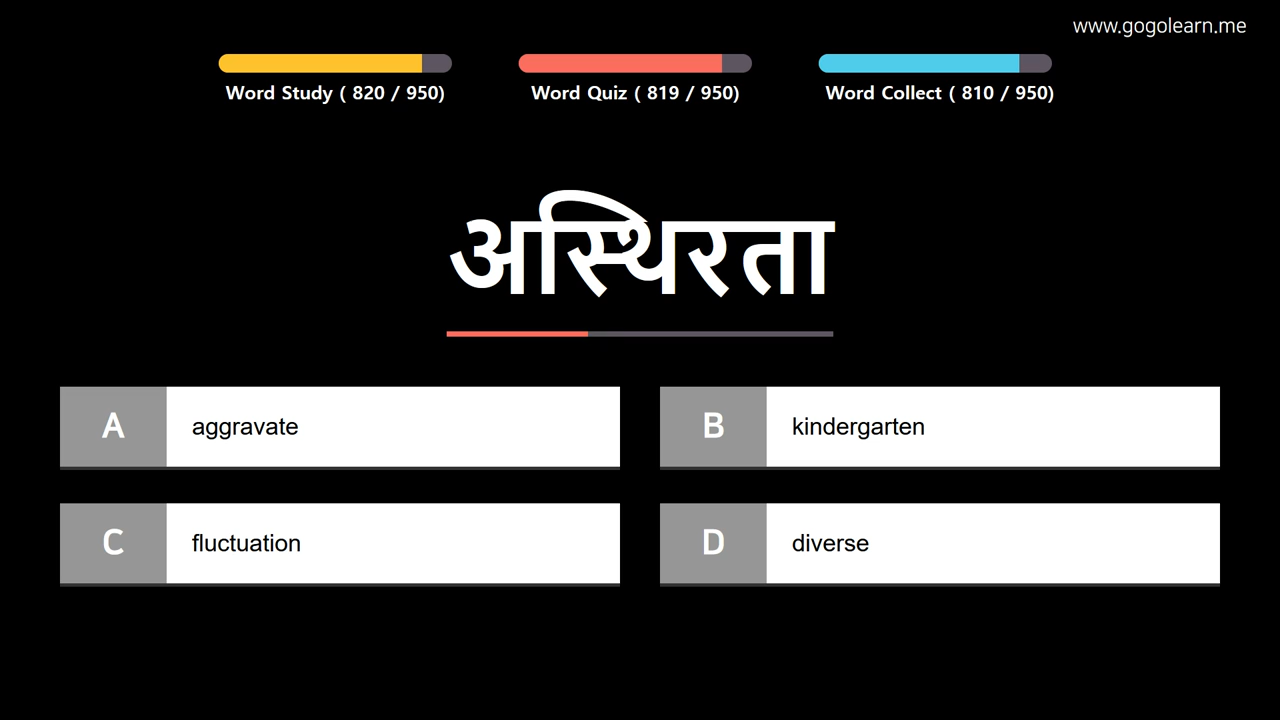 www.gogolearn.me
Word Study ( 820 / 950)
Word Quiz ( 819 / 950)
Word Collect ( 810 / 950)
अस्थिरता
A aggravate
B kindergarten
C fluctuation
D diverse